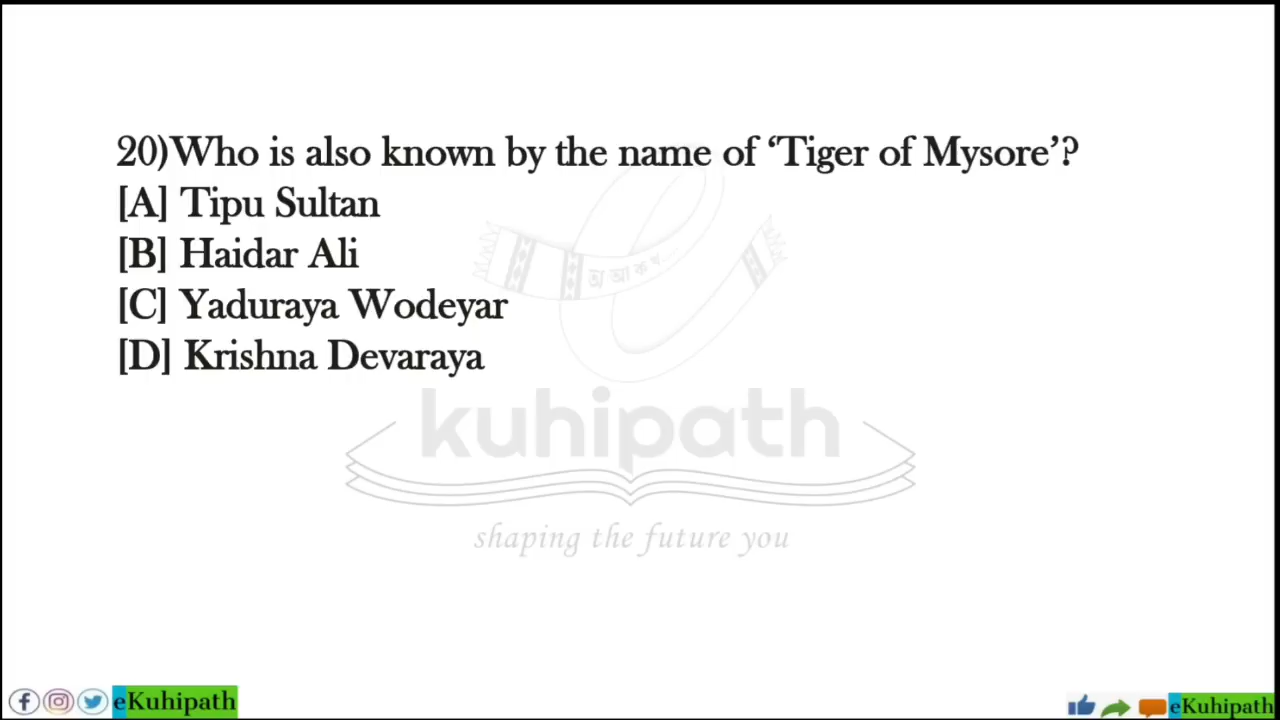 20)Who is also known by the name of ‘Tiger of Mysore’?
[A] Tipu Sultan
[B] Haidar Ali
[C] Yaduraya Wodeyar
[D] Krishna Devaraya
অ আ ক খ
kuhipath
shaping the future you
eKuhipath
eKuhipath